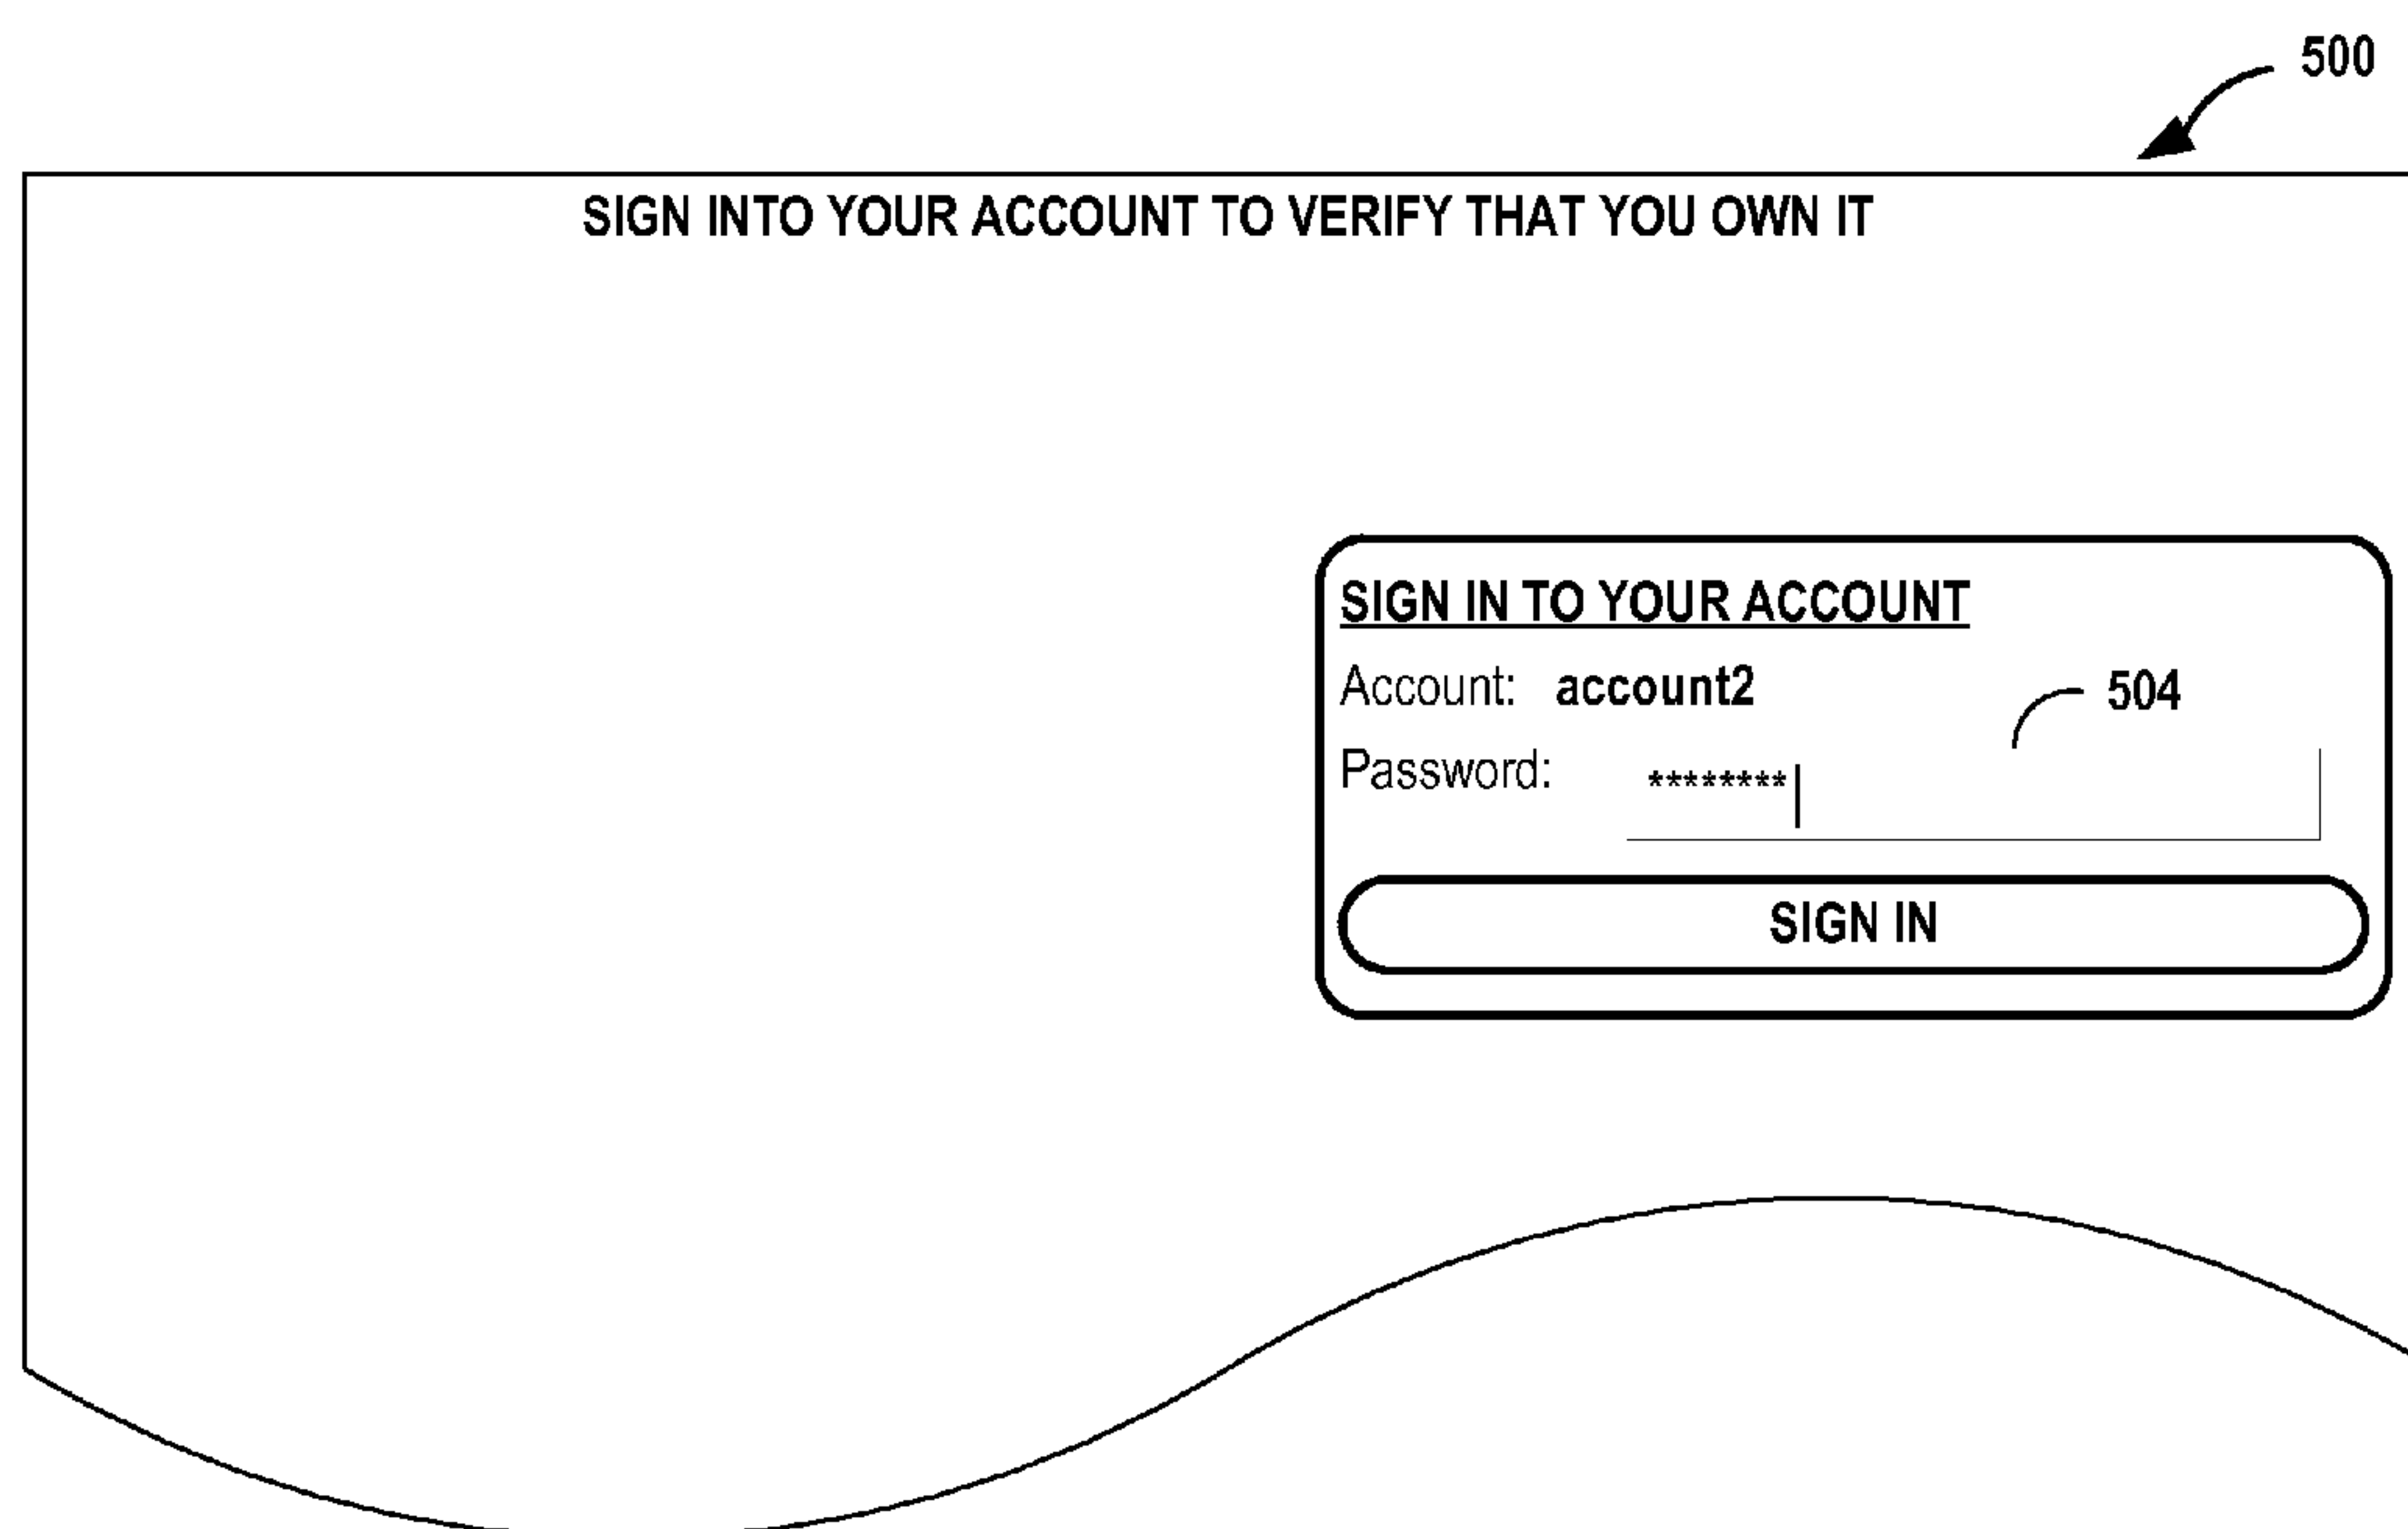 500
SIGN INTO YOUR ACCOUNT TO VERIFY THAT YOU OWN IT
SIGN IN TO YOUR ACCOUNT
Account: account2
504
Password: ********
SIGN IN